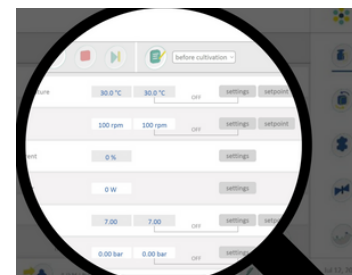 before cultivation
ture 30.0 °C 30.0 °C OFF settings setpoint
100 rpm 100 rpm OFF settings setpoint
ent 0 % settings
0 W settings
7.00 7.00 OFF settings
0.00 bar 0.00 bar OFF